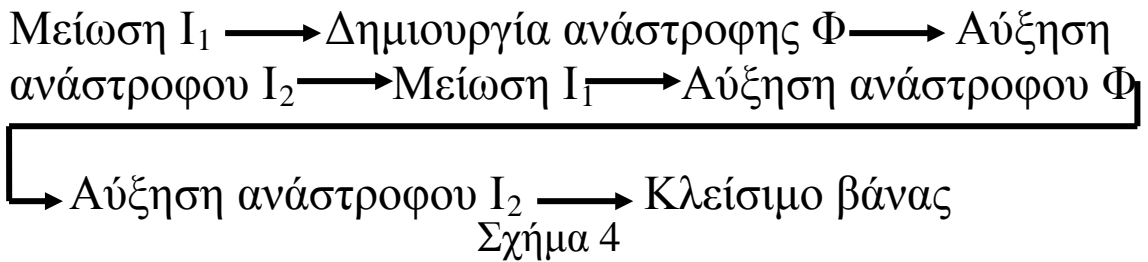 Μείωση I₁ → Δημιουργία ανάστροφης Φ → Αύξηση
ανάστροφου I₂ → Μείωση I₁ → Αύξηση ανάστροφου Φ
→ Αύξηση ανάστροφου I₂ → Κλείσιμο βάνας
Σχήμα 4